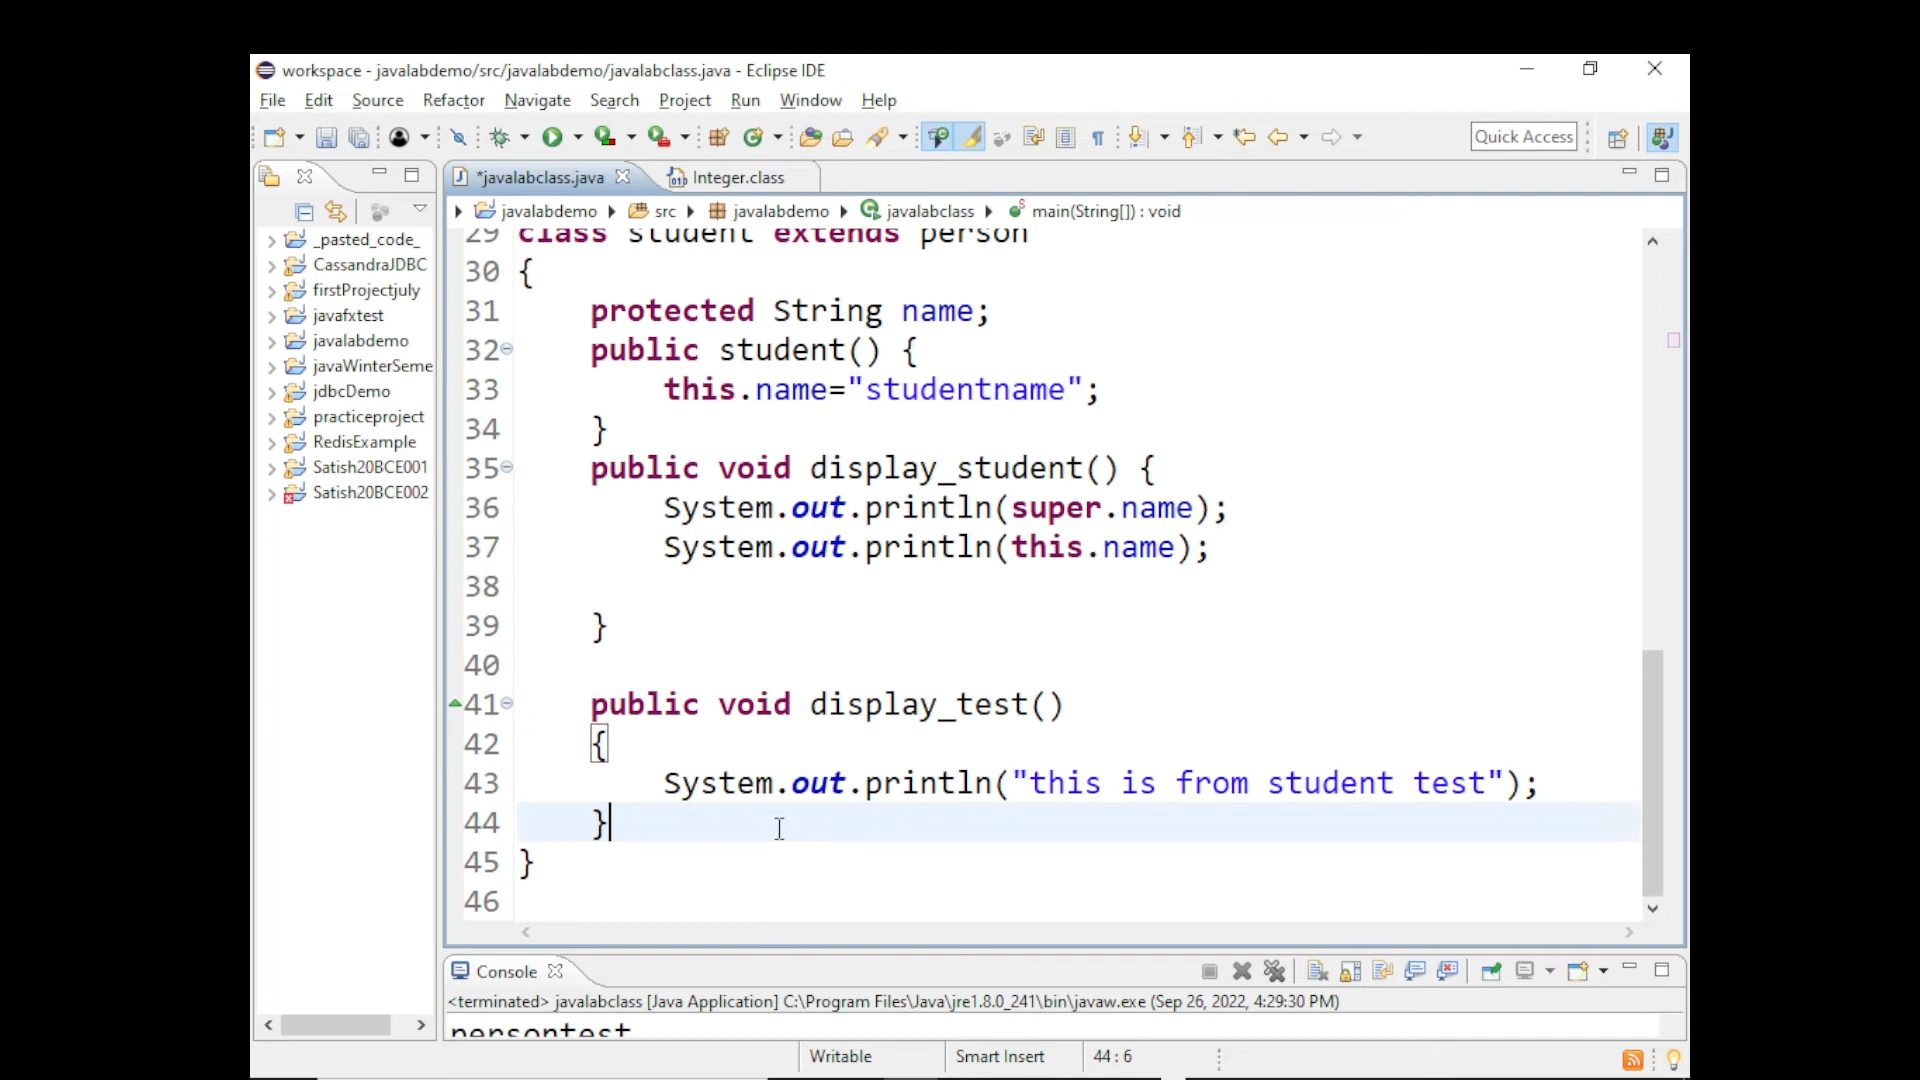 workspace - javalabdemo/src/javalabdemo/javalabclass.java - Eclipse IDE
File Edit Source Refactor Navigate Search Project Run Window Help
Quick Access
*javalabclass.java Integer.class
javalabdemo src javalabdemo javalabclass main(String[]) : void
_pasted_code_
CassandraJDBC
firstProjectjuly
javafxtest
javalabdemo
javaWinterSeme
jdbcDemo
practiceproject
RedisExample
Satish20BCE001
Satish20BCE002
29 class student extends person
30 {
31 protected String name;
32 public student() {
33 this.name="studentname";
34 }
35 public void display_student() {
36 System.out.println(super.name);
37 System.out.println(this.name);
38
39 }
40
41 public void display_test()
42 {
43 System.out.println("this is from student test");
44 }
45 }
46
Console
<terminated> javalabclass [Java Application] C:\Program Files\Java\jre1.8.0_241\bin\javaw.exe (Sep 26, 2022, 4:29:30 PM)
persontest
Writable Smart Insert 44 : 6